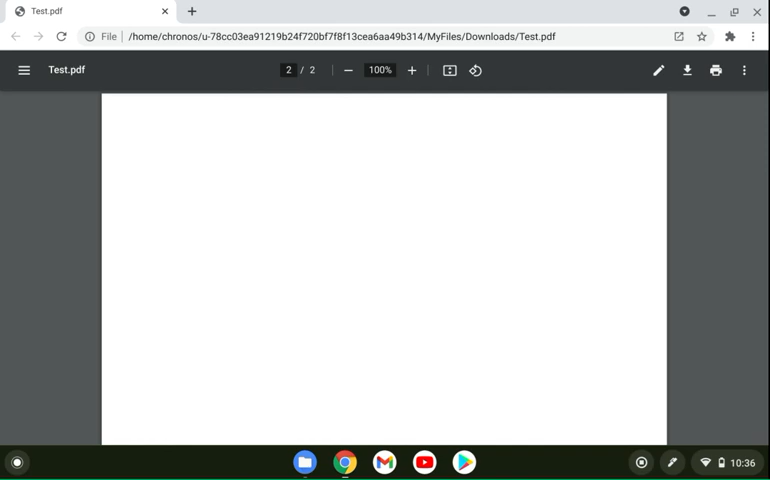 Test.pdf
File | /home/chronos/u-78cc03ea91219b24f720bf7f8f13cea6aa49b314/MyFiles/Downloads/Test.pdf
Test.pdf
2 / 2
100%
10:36